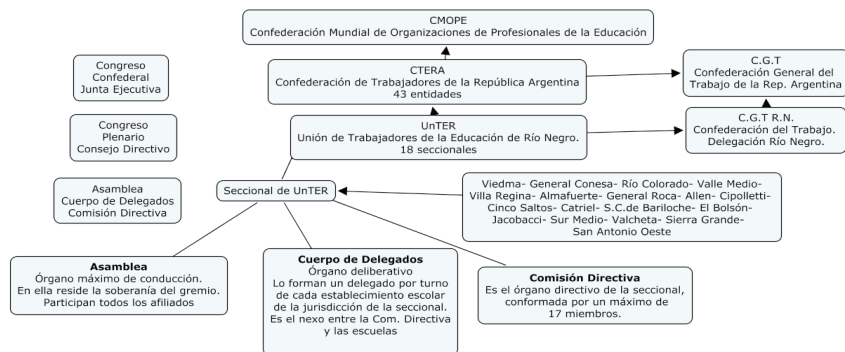 CMOPE
Confederación Mundial de Organizaciones de Profesionales de la Educación
Congreso
Confederal
Junta Ejecutiva
CTERA
Confederación de Trabajadores de la República Argentina
43 entidades
C.G.T
Confederación General del
Trabajo de la Rep. Argentina
Congreso
Plenario
Consejo Directivo
UnTER
Unión de Trabajadores de la Educación de Río Negro.
18 seccionales
C.G.T R.N.
Confederación del Trabajo.
Delegación Río Negro.
Asamblea
Cuerpo de Delegados
Comisión Directiva
Seccional de UnTER
Viedma- General Conesa- Río Colorado- Valle Medio-
Villa Regina- Almafuerte- General Roca- Allen- Cipolletti-
Cinco Saltos- Catriel- S.C.de Bariloche- El Bolsón-
Jacobacci- Sur Medio- Valcheta- Sierra Grande-
San Antonio Oeste
Asamblea
Órgano máximo de conducción.
En ella reside la soberanía del gremio.
Participan todos los afiliados
Cuerpo de Delegados
Órgano deliberativo
Lo forman un delegado por turno
de cada establecimiento escolar
de la jurisdicción de la seccional.
Es el nexo entre la Com. Directiva
y las escuelas
Comisión Directiva
Es el órgano directivo de la seccional,
conformada por un máximo de
17 miembros.